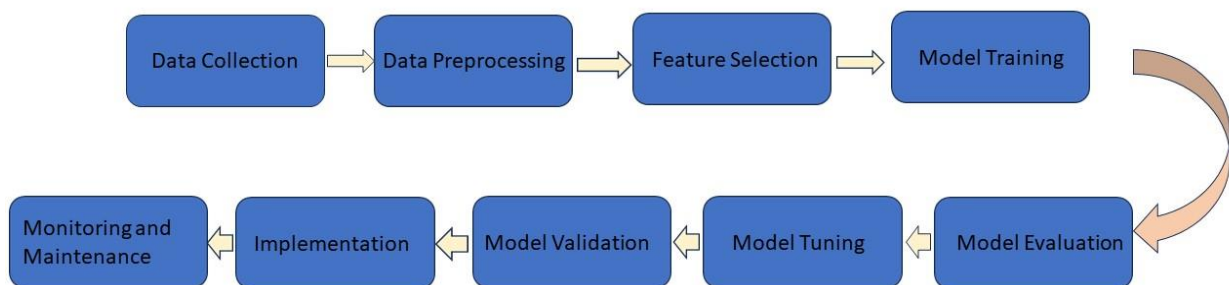 Data Collection
Data Preprocessing
Feature Selection
Model Training
Model Evaluation
Model Tuning
Model Validation
Implementation
Monitoring and
Maintenance